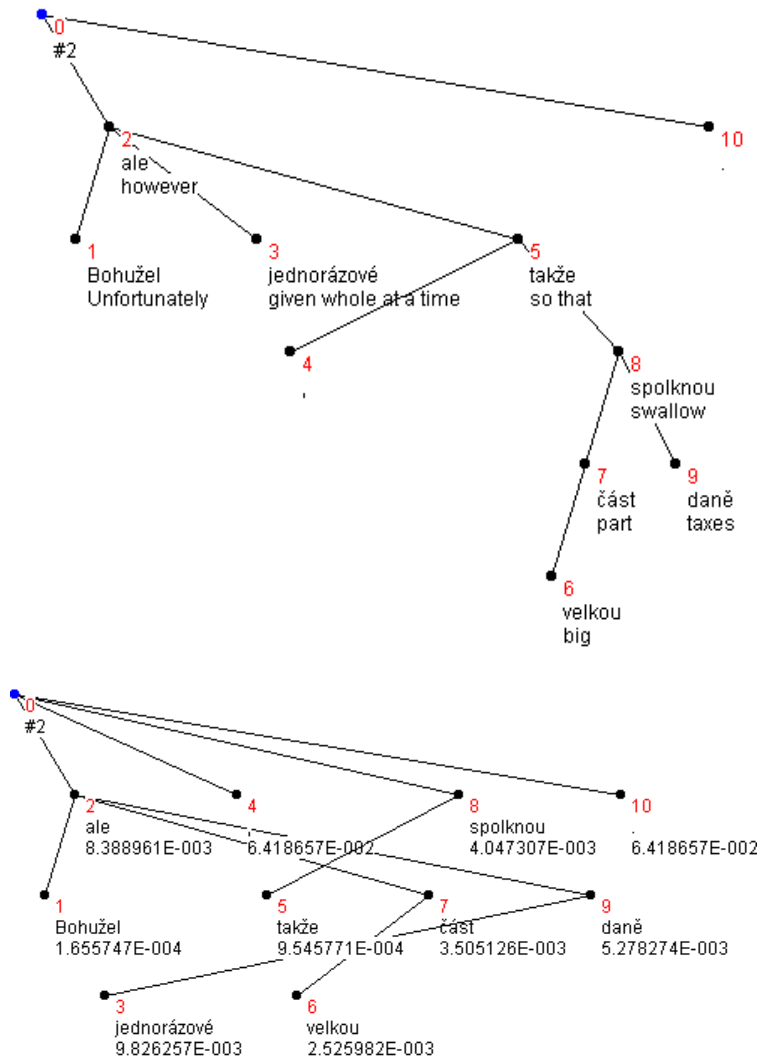 0
#2
2
ale
however
10
.
1
Bohužel
Unfortunately
3
jednorázové
given whole at a time
5
takže
so that
4
,
8
spolknou
swallow
7
část
part
9
daně
taxes
6
velkou
big
0
#2
2
ale
8.388961E-003
4
,
6.418657E-002
8
spolknou
4.047307E-003
10
.
6.418657E-002
1
Bohužel
1.655747E-004
5
takže
9.545771E-004
7
část
3.505126E-003
9
daně
5.278274E-003
3
jednorázové
9.826257E-003
6
velkou
2.525982E-003